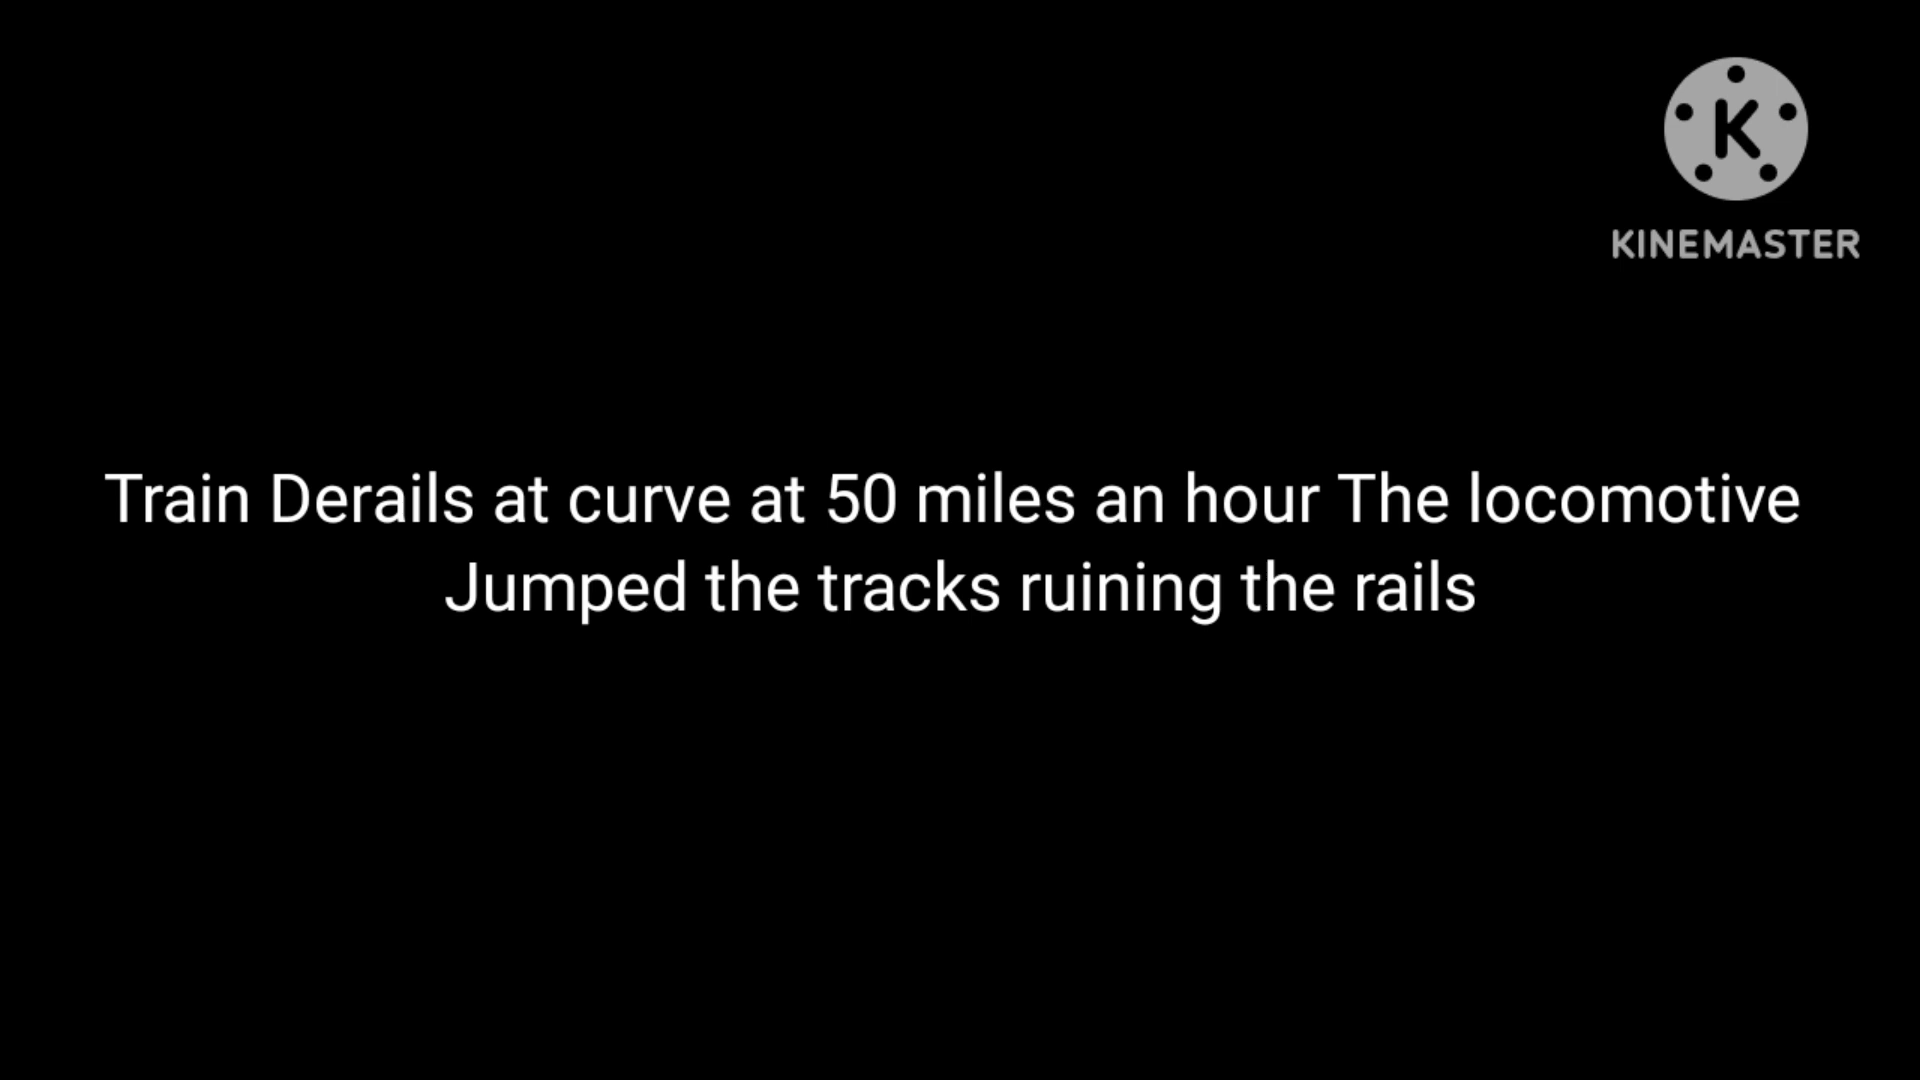 K
KINEMASTER
Train Derails at curve at 50 miles an hour The locomotive
Jumped the tracks ruining the rails